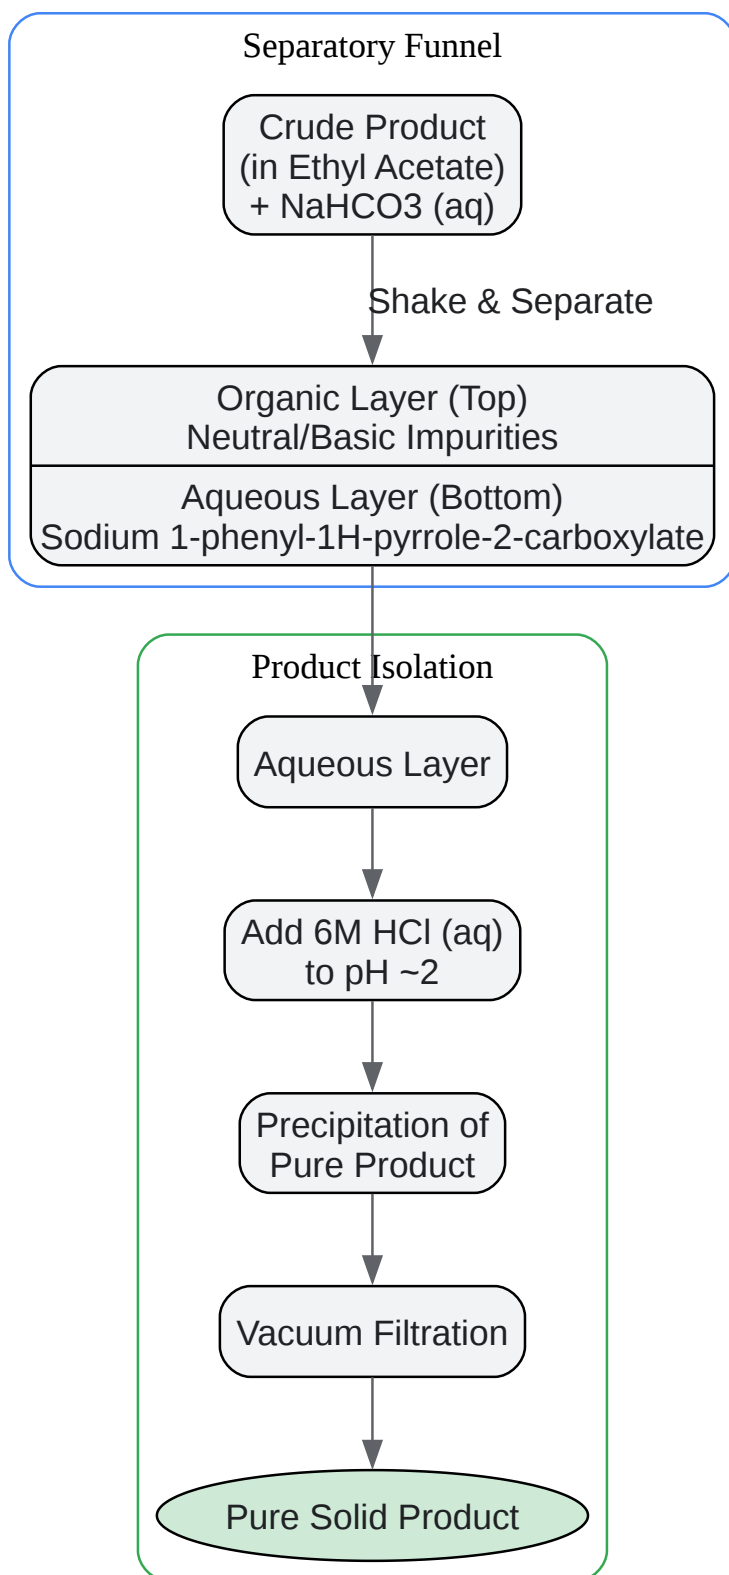 Separatory Funnel
Crude Product
(in Ethyl Acetate)
+ NaHCO3 (aq)
Shake & Separate
Organic Layer (Top)
Neutral/Basic Impurities
Aqueous Layer (Bottom)
Sodium 1-phenyl-1H-pyrrole-2-carboxylate
Product Isolation
Aqueous Layer
Add 6M HCl (aq)
to pH ~2
Precipitation of
Pure Product
Vacuum Filtration
Pure Solid Product